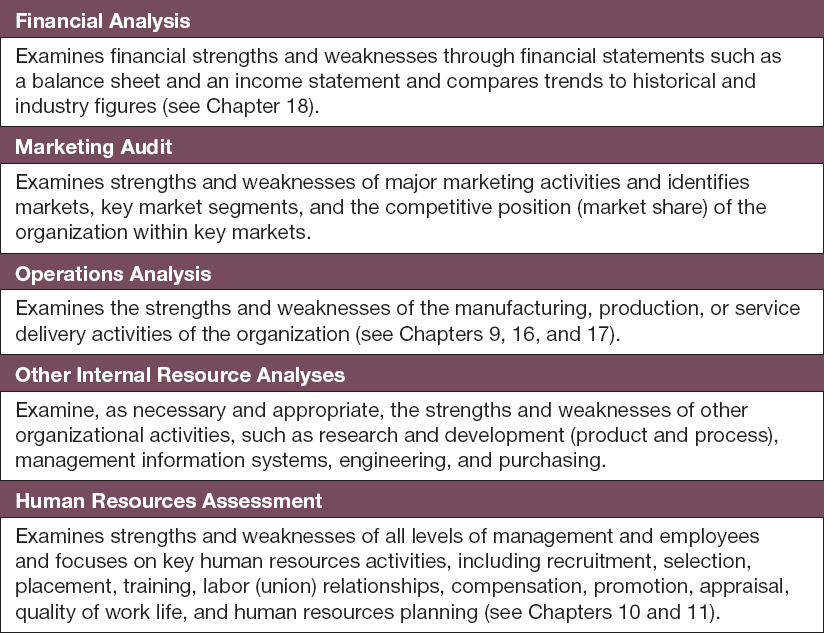 Financial Analysis
Examines financial strengths and weaknesses through financial statements such as
a balance sheet and an income statement and compares trends to historical and
industry figures (see Chapter 18).
Marketing Audit
Examines strengths and weaknesses of major marketing activities and identifies
markets, key market segments, and the competitive position (market share) of the
organization within key markets.
Operations Analysis
Examines the strengths and weaknesses of the manufacturing, production, or service
delivery activities of the organization (see Chapters 9, 16, and 17).
Other Internal Resource Analyses
Examine, as necessary and appropriate, the strengths and weaknesses of other
organizational activities, such as research and development (product and process),
management information systems, engineering, and purchasing.
Human Resources Assessment
Examines strengths and weaknesses of all levels of management and employees
and focuses on key human resources activities, including recruitment, selection,
placement, training, labor (union) relationships, compensation, promotion, appraisal,
quality of work life, and human resources planning (see Chapters 10 and 11).